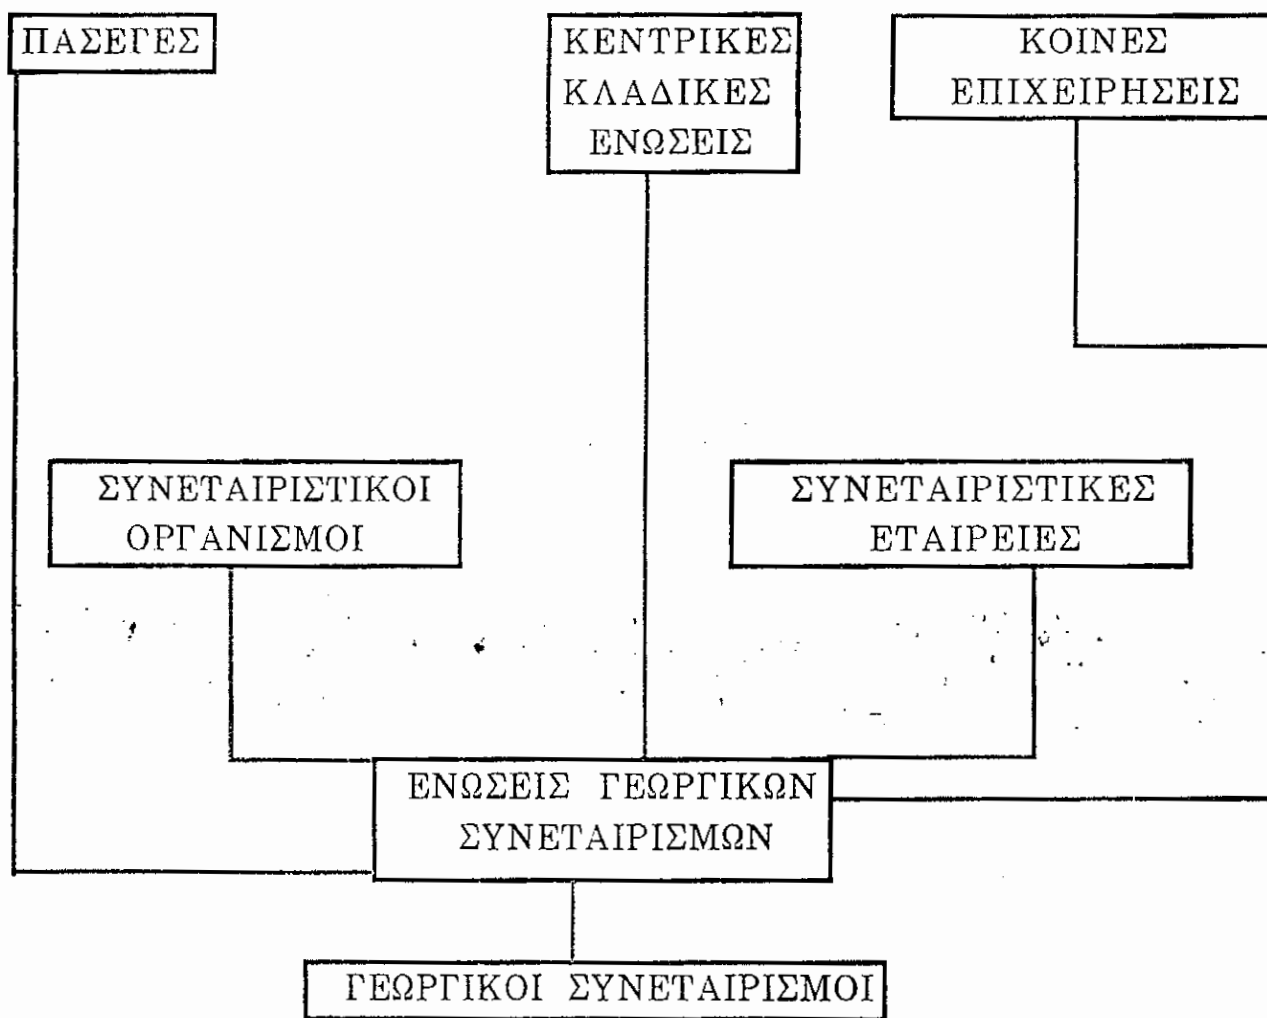 ΠΑΣΕΓΕΣ
ΚΕΝΤΡΙΚΕΣ
ΚΛΑΔΙΚΕΣ
ΕΝΩΣΕΙΣ
ΚΟΙΝΕΣ
ΕΠΙΧΕΙΡΗΣΕΙΣ
ΣΥΝΕΤΑΙΡΙΣΤΙΚΟΙ
ΟΡΓΑΝΙΣΜΟΙ
ΣΥΝΕΤΑΙΡΙΣΤΙΚΕΣ
ΕΤΑΙΡΕΙΕΣ
ΕΝΩΣΕΙΣ ΓΕΩΡΓΙΚΩΝ
ΣΥΝΕΤΑΙΡΙΣΜΩΝ
ΓΕΩΡΓΙΚΟΙ ΣΥΝΕΤΑΙΡΙΣΜΟΙ